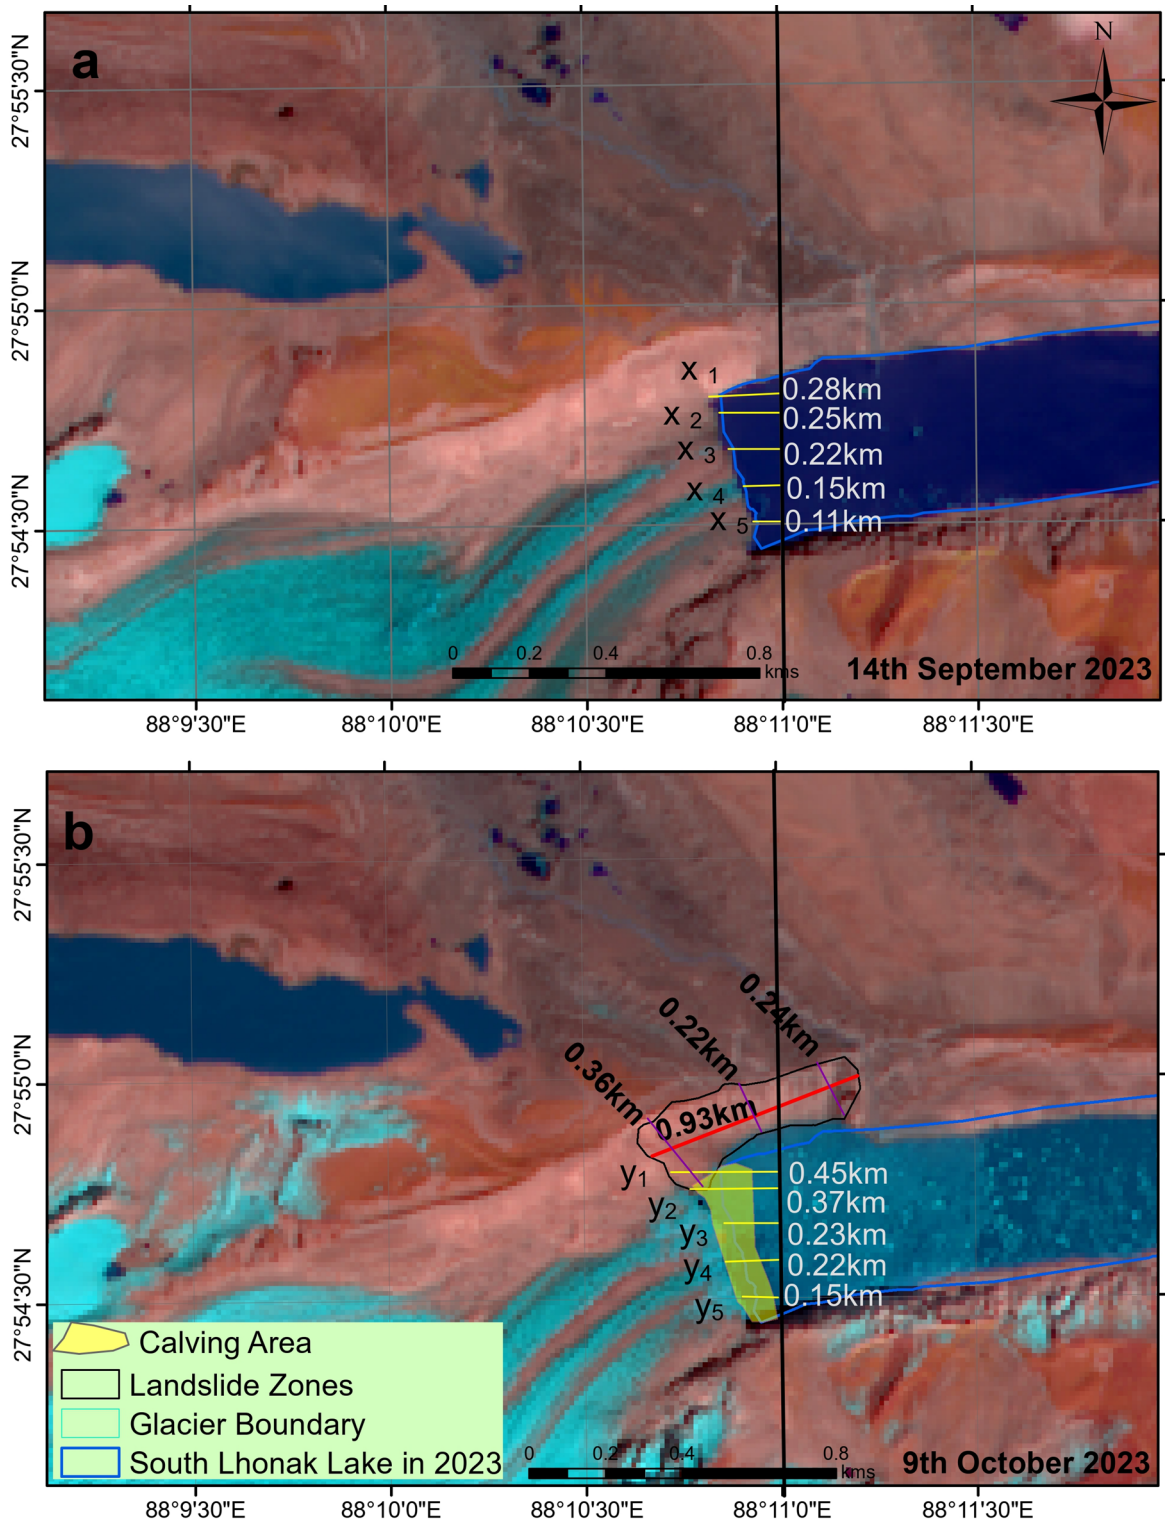 a
N
27°55'30"N
27°55'0"N
27°54'30"N
x 1
0.28km
x 2
0.25km
x 3
0.22km
x 4
0.15km
x 5
0.11km
0 0.2 0.4 0.8
kms
14th September 2023
88°9'30"E 88°10'0"E 88°10'30"E 88°11'0"E 88°11'30"E
b
27°55'30"N
27°55'0"N
27°54'30"N
0.36km
0.22km
0.24km
0.93km
y1
0.45km
y2
0.37km
y3
0.23km
y4
0.22km
y5
0.15km
Calving Area
Landslide Zones
Glacier Boundary
South Lhonak Lake in 2023
0 0.2 0.4 0.8
kms
9th October 2023
88°9'30"E 88°10'0"E 88°10'30"E 88°11'0"E 88°11'30"E